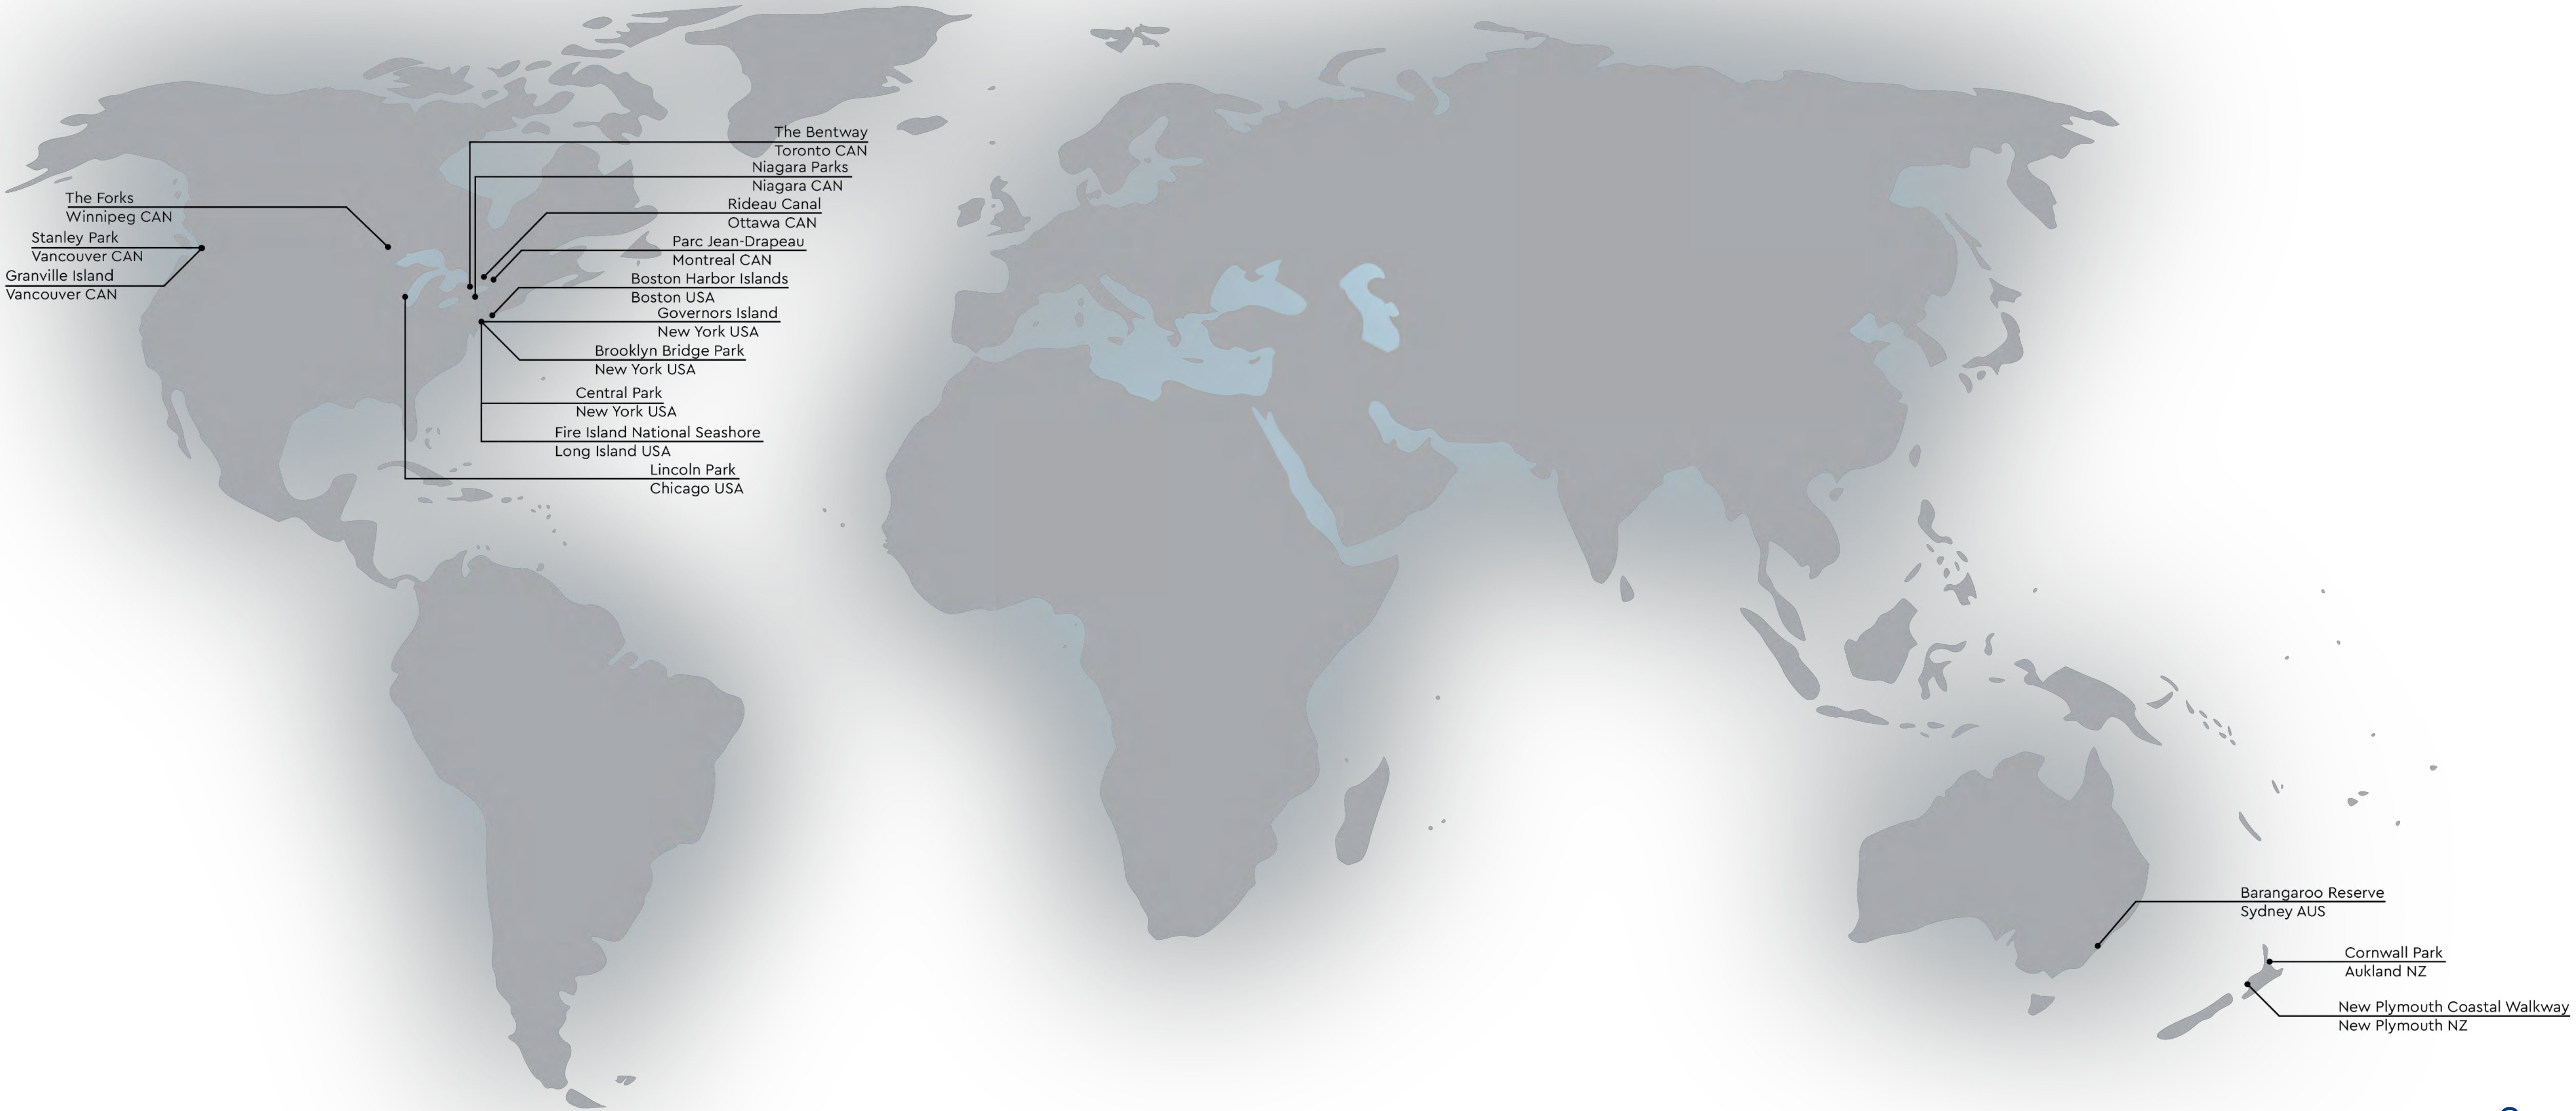 The Bentway
Toronto CAN
Niagara Parks
Niagara CAN
The Forks
Winnipeg CAN
Rideau Canal
Ottawa CAN
Stanley Park
Vancouver CAN
Parc Jean-Drapeau
Montreal CAN
Granville Island
Vancouver CAN
Boston Harbor Islands
Boston USA
Governors Island
New York USA
Brooklyn Bridge Park
New York USA
Central Park
New York USA
Fire Island National Seashore
Long Island USA
Lincoln Park
Chicago USA
Barangaroo Reserve
Sydney AUS
Cornwall Park
Aukland NZ
New Plymouth Coastal Walkway
New Plymouth NZ